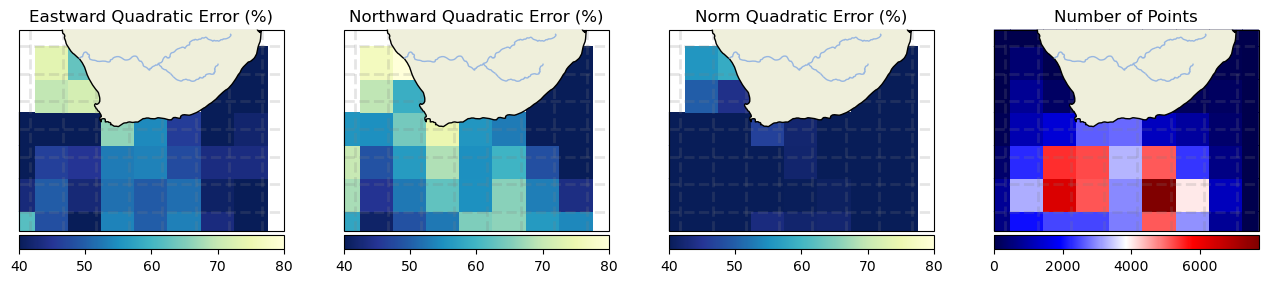 Eastward Quadratic Error (%)
Northward Quadratic Error (%)
Norm Quadratic Error (%)
Number of Points
40 50 60 70 80
40 50 60 70 80
40 50 60 70 80
0 2000 4000 6000